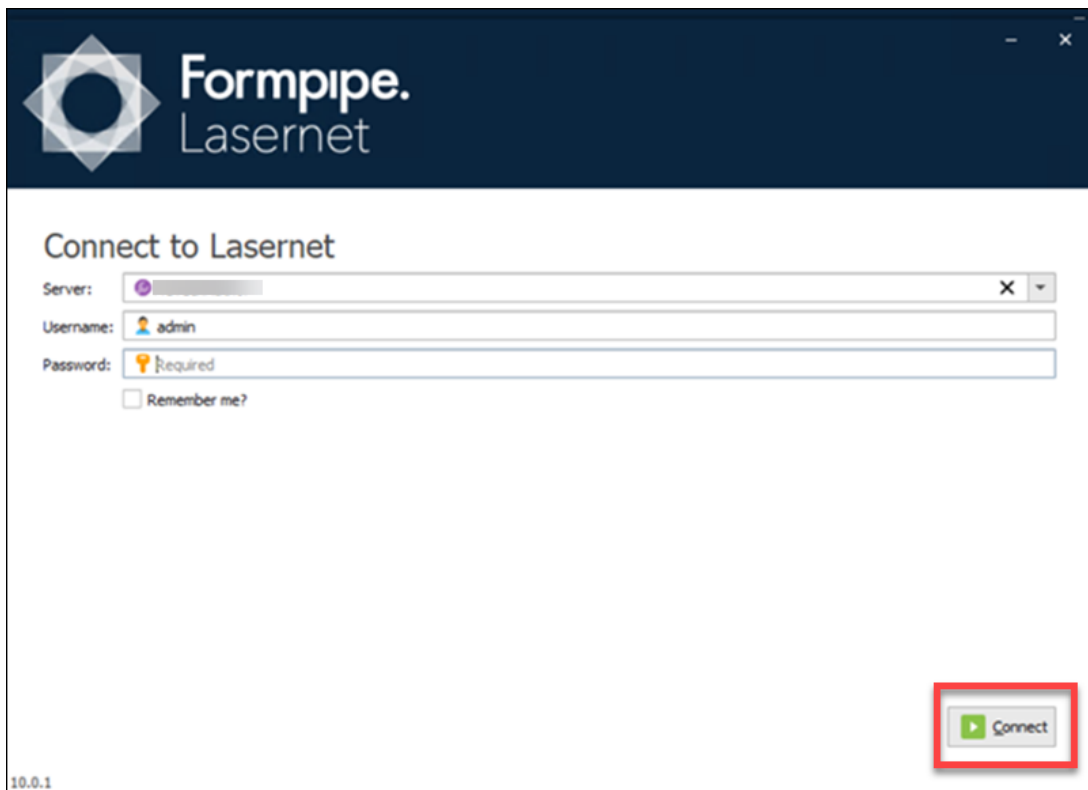 Formpipe.
Lasernet
Connect to Lasernet
Server:
Username: admin
Password: Required
Remember me?
Connect
10.0.1